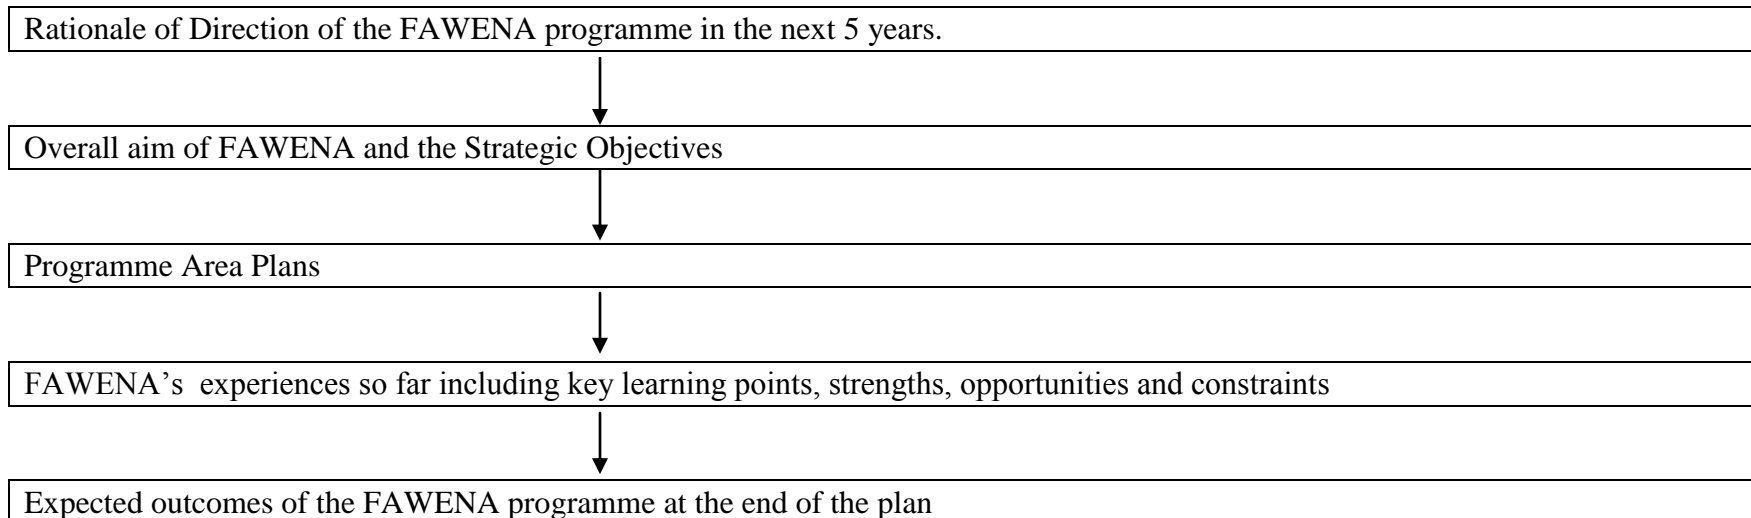 Rationale of Direction of the FAWENA programme in the next 5 years.
Overall aim of FAWENA and the Strategic Objectives
Programme Area Plans
FAWENA’s  experiences so far including key learning points, strengths, opportunities and constraints
Expected outcomes of the FAWENA programme at the end of the plan